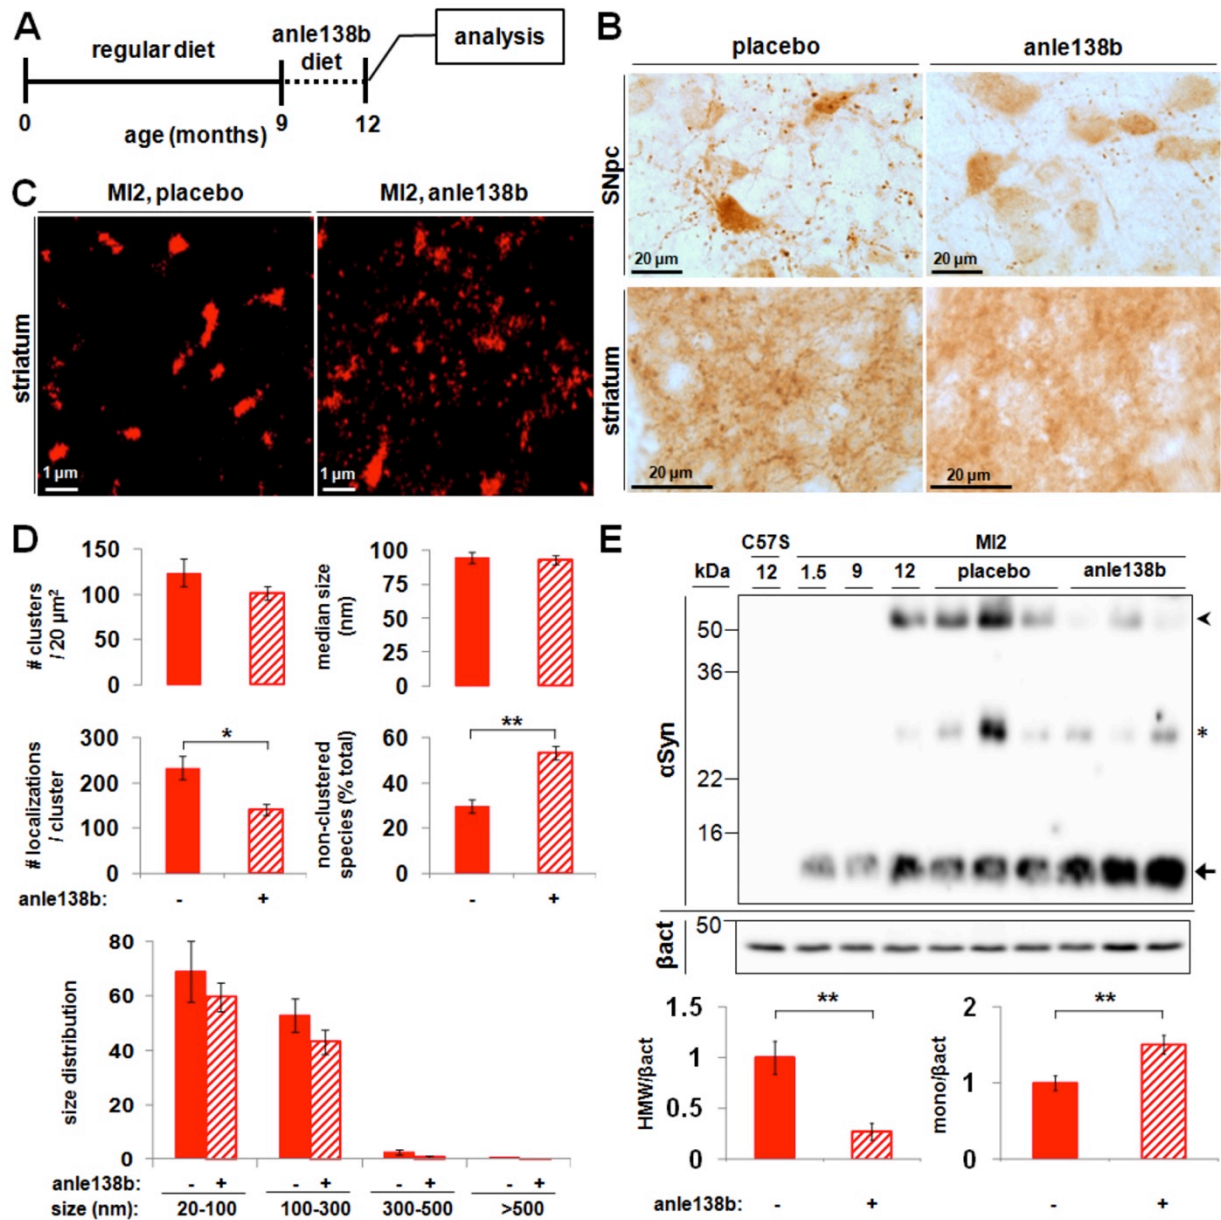 A
regular diet
anle138b
diet
analysis
0
age (months)
9
12
B
placebo
anle138b
SNpc
20 µm
20 µm
striatum
20 µm
20 µm
C
MI2, placebo
MI2, anle138b
striatum
1 µm
1 µm
D
# clusters
/ 20 µm²
150
100
50
0
median size
(nm)
100
75
50
25
0
# localizations
/ cluster
300
200
100
0
*
non-clustered
species (% total)
60
40
20
0
**
anle138b:
-
+
-
+
size distribution
80
60
40
20
0
anle138b:
- + - + - + - +
size (nm):
20-100
100-300
300-500
>500
E
C57S
MI2
kDa
12
1.5
9
12
placebo
anle138b
αSyn
50
36
22
16
*
βact
50
HMW/βact
1.5
1
0.5
0
**
mono/βact
2
1
0
**
anle138b:
-
+
-
+